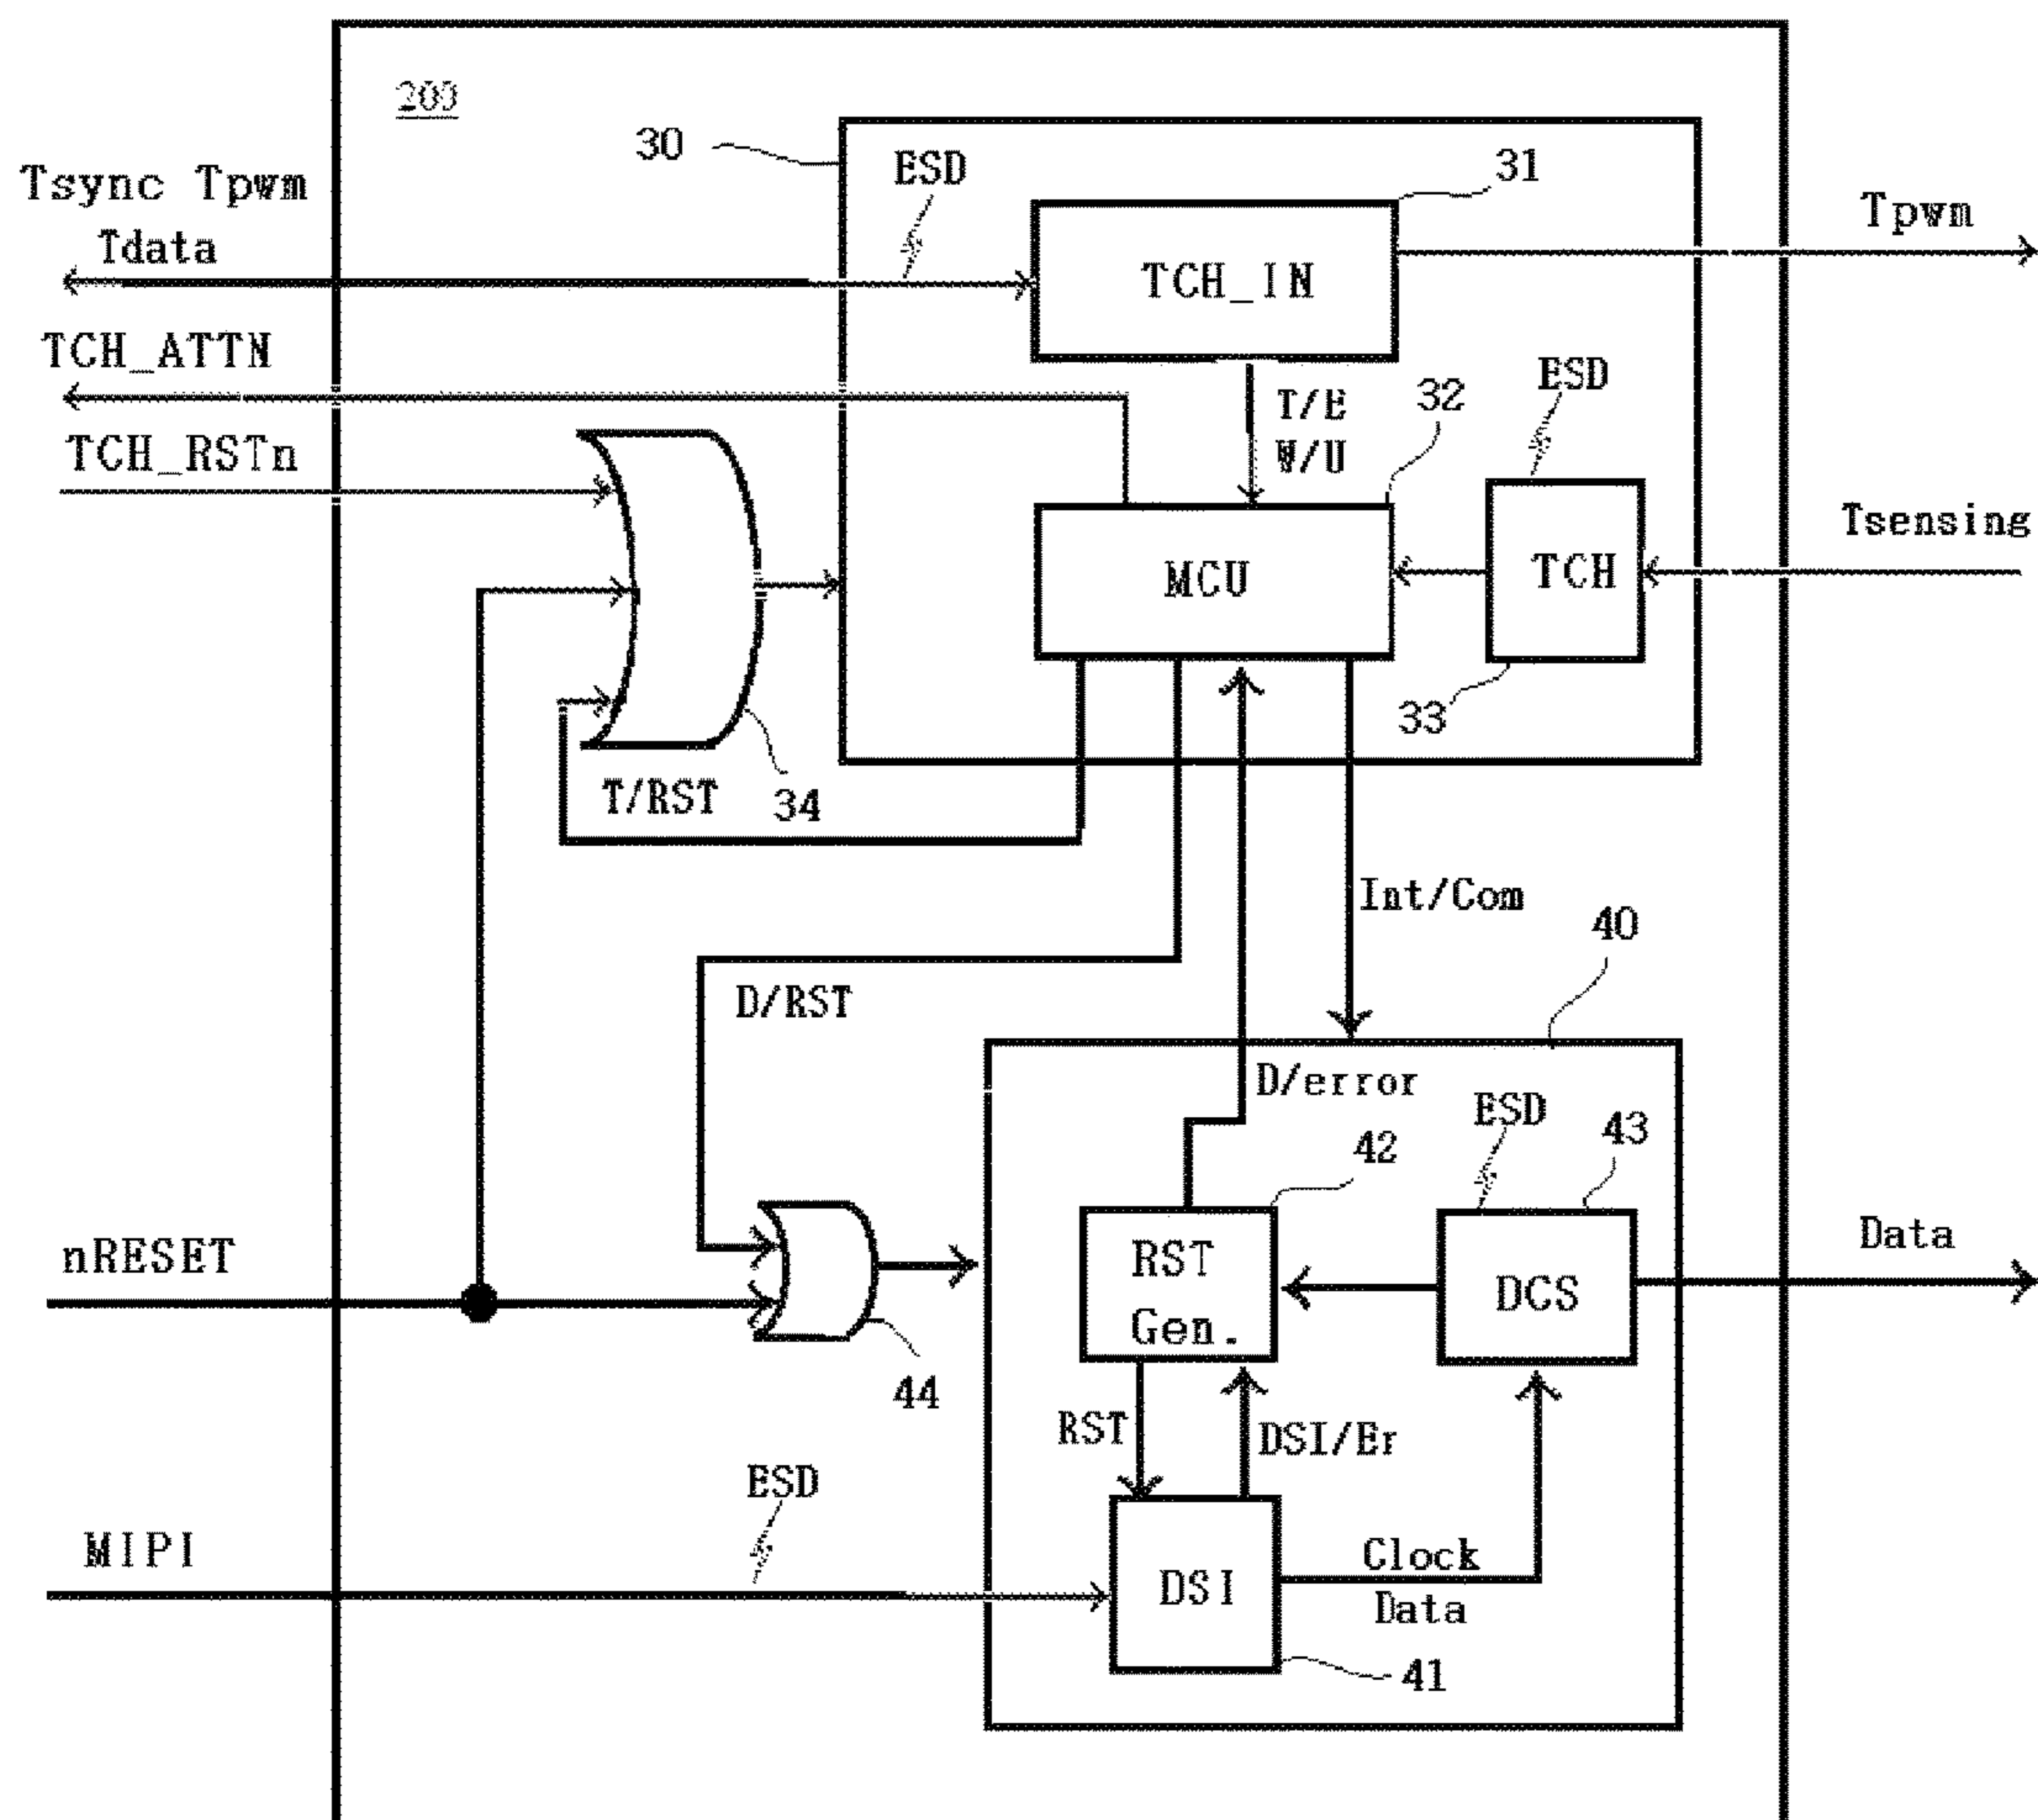 200
30
ESD
31
Tsync Tpwm
Tdata
Tpwm
TCH_IN
TCH_ATTN
T/E
W/U
32
ESD
TCH_RSTn
Tsensing
MCU
TCH
33
T/RST
34
Int/Com
40
D/RST
D/error
ESD
43
42
nRESET
RST
Gen.
DCS
Data
44
RST
DSI/Er
ESD
MIPI
Clock
Data
DSI
41